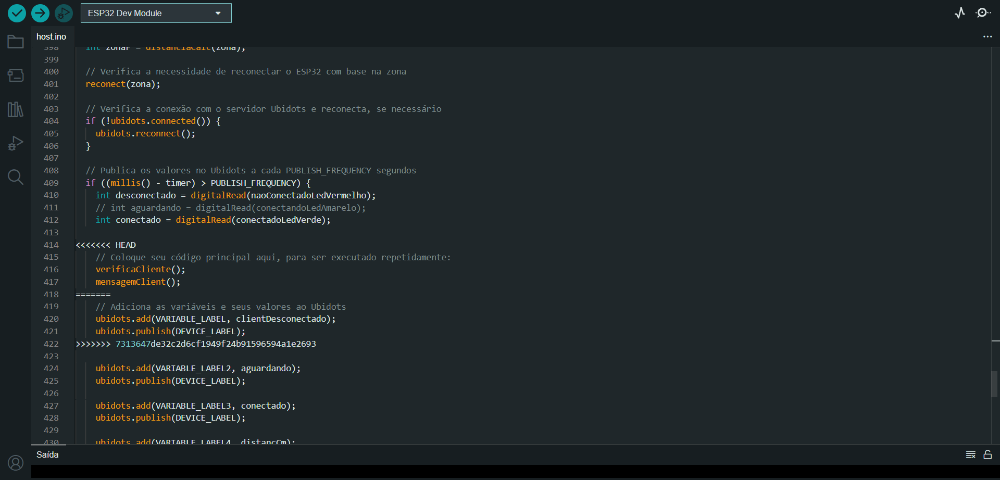 ESP32 Dev Module
host.ino
398 int zonaF = distanciaCalc(zona);
399
400 // Verifica a necessidade de reconectar o ESP32 com base na zona
401 reconect(zona);
402
403 // Verifica a conexão com o servidor Ubidots e reconecta, se necessário
404 if (!ubidots.connected()) {
405 ubidots.reconnect();
406 }
407
408 // Publica os valores no Ubidots a cada PUBLISH_FREQUENCY segundos
409 if ((millis() - timer) > PUBLISH_FREQUENCY) {
410 int desconectado = digitalRead(naoConectadoLedVermelho);
411 // int aguardando = digitalRead(conectandoLedAmarelo);
412 int conectado = digitalRead(conectadoLedVerde);
413
414 <<<<<<< HEAD
415 // Coloque seu código principal aqui, para ser executado repetidamente:
416 verificaCliente();
417 mensagemClient();
418 =======
419 // Adiciona as variáveis e seus valores ao Ubidots
420 ubidots.add(VARIABLE_LABEL, clientDesconectado);
421 ubidots.publish(DEVICE_LABEL);
422 >>>>>>> 7313647de32c2d6cf1949f24b91596594a1e2693
423
424 ubidots.add(VARIABLE_LABEL2, aguardando);
425 ubidots.publish(DEVICE_LABEL);
426
427 ubidots.add(VARIABLE_LABEL3, conectado);
428 ubidots.publish(DEVICE_LABEL);
429
430 ubidots.add(VARIABLE_LABEL4, distancCm);
Saída